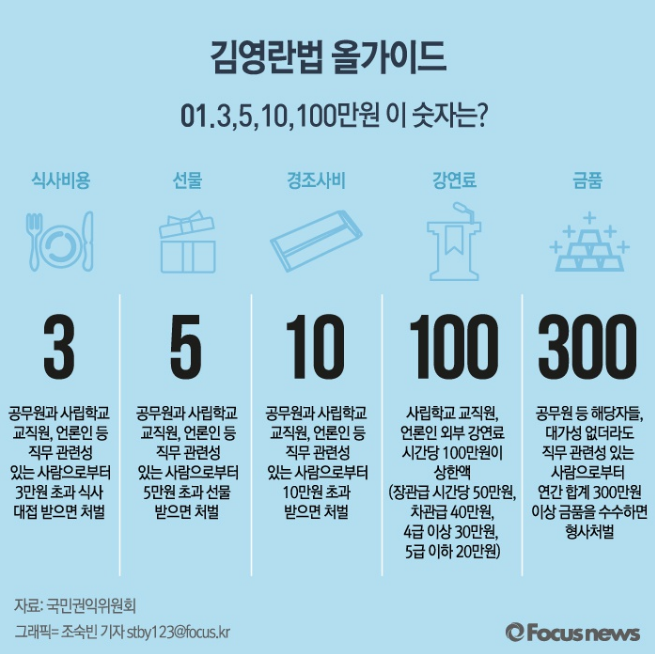 김영란법 올가이드
01.3,5,10,100만원 이 숫자는?
식사비용
선물
경조사비
강연료
금품
3
5
10
100
300
공무원과 사립학교
교직원, 언론인 등
직무 관련성
있는 사람으로부터
3만원 초과 식사
대접 받으면 처벌
공무원과 사립학교
교직원, 언론인 등
직무 관련성
있는 사람으로부터
5만원 초과 선물
받으면 처벌
공무원과 사립학교
교직원, 언론인 등
직무 관련성
있는 사람으로부터
10만원 초과
받으면 처벌
사립학교 교직원,
언론인 외부 강연료
시간당 100만원이
상한액
(장관급 시간당 50만원,
차관급 40만원,
4급 이상 30만원,
5급 이하 20만원)
공무원 등 해당자들,
대가성 없더라도
직무 관련성 있는
사람으로부터
연간 합계 300만원
이상 금품을 수수하면
형사처벌
자료: 국민권익위원회
그래픽= 조숙빈 기자 stby123@focus.kr
Focus news